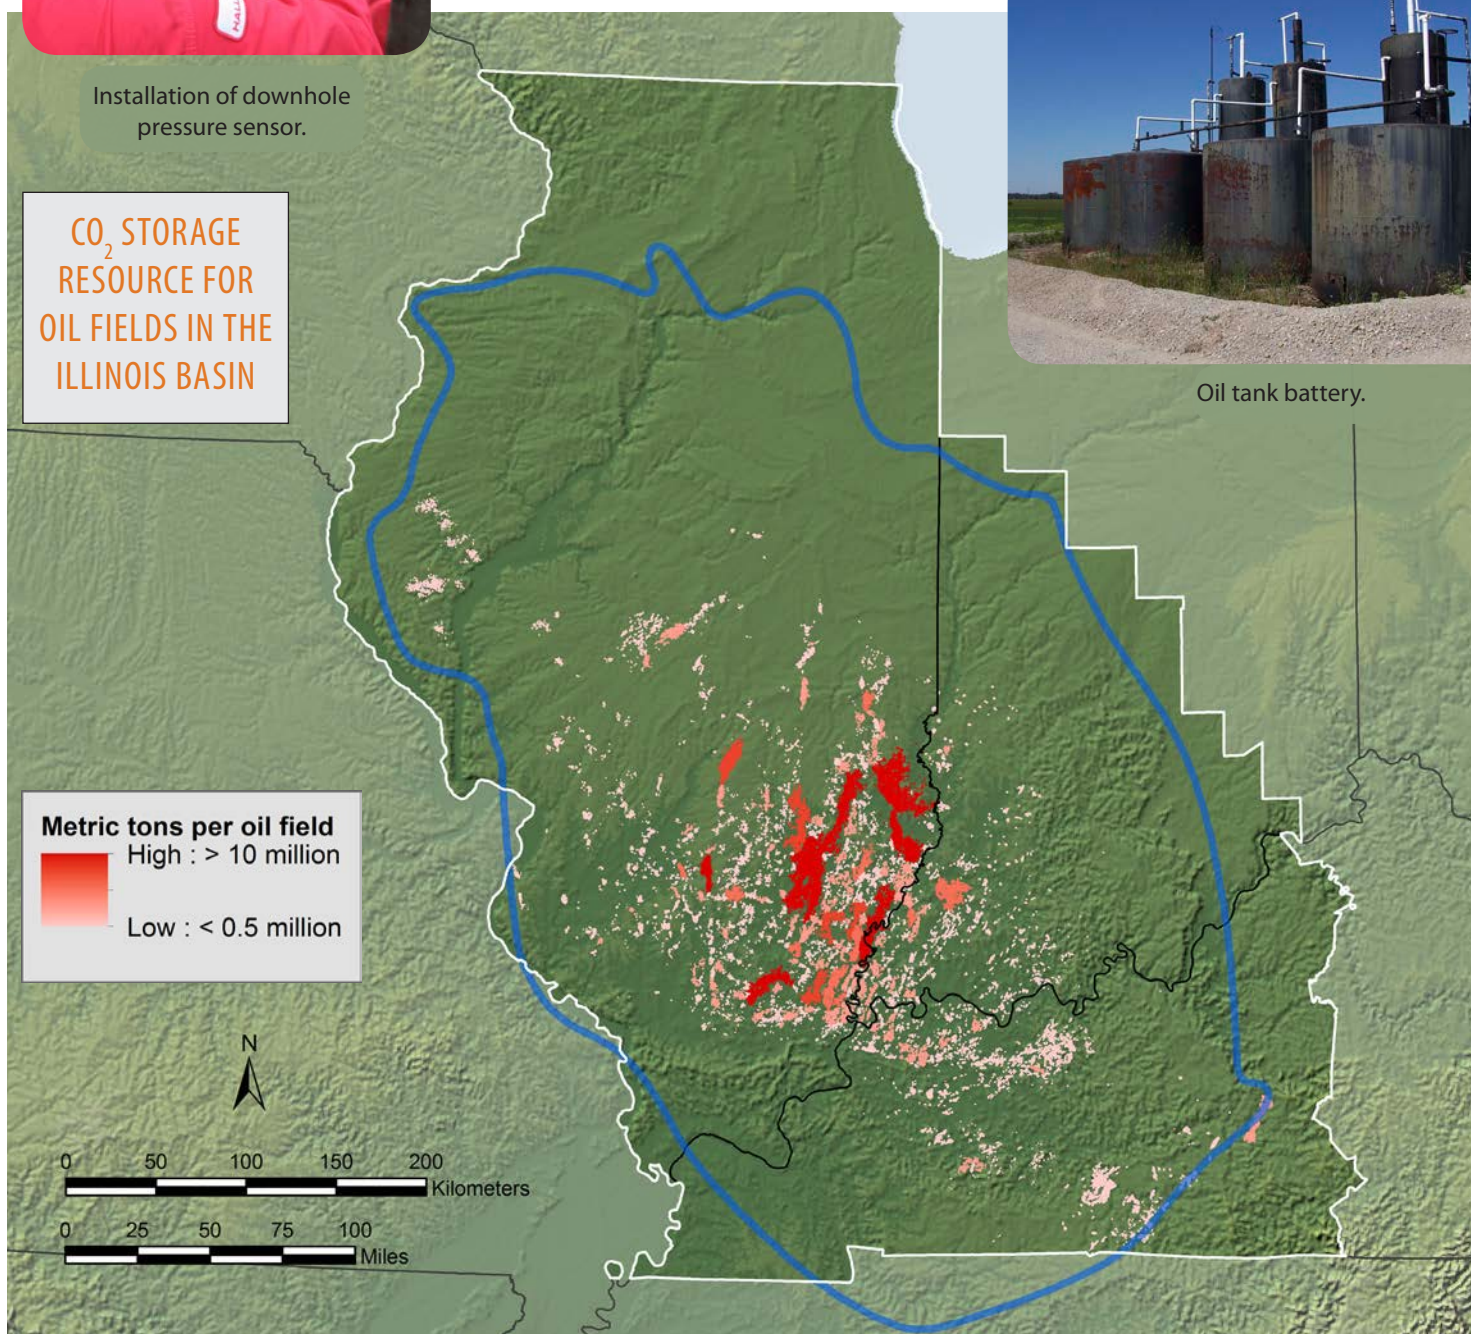 Installation of downhole
pressure sensor.
CO2 STORAGE
RESOURCE FOR
OIL FIELDS IN THE
ILLINOIS BASIN
Oil tank battery.
Metric tons per oil field
High : > 10 million
Low : < 0.5 million
N
0 50 100 150 200
Kilometers
0 25 50 75 100
Miles